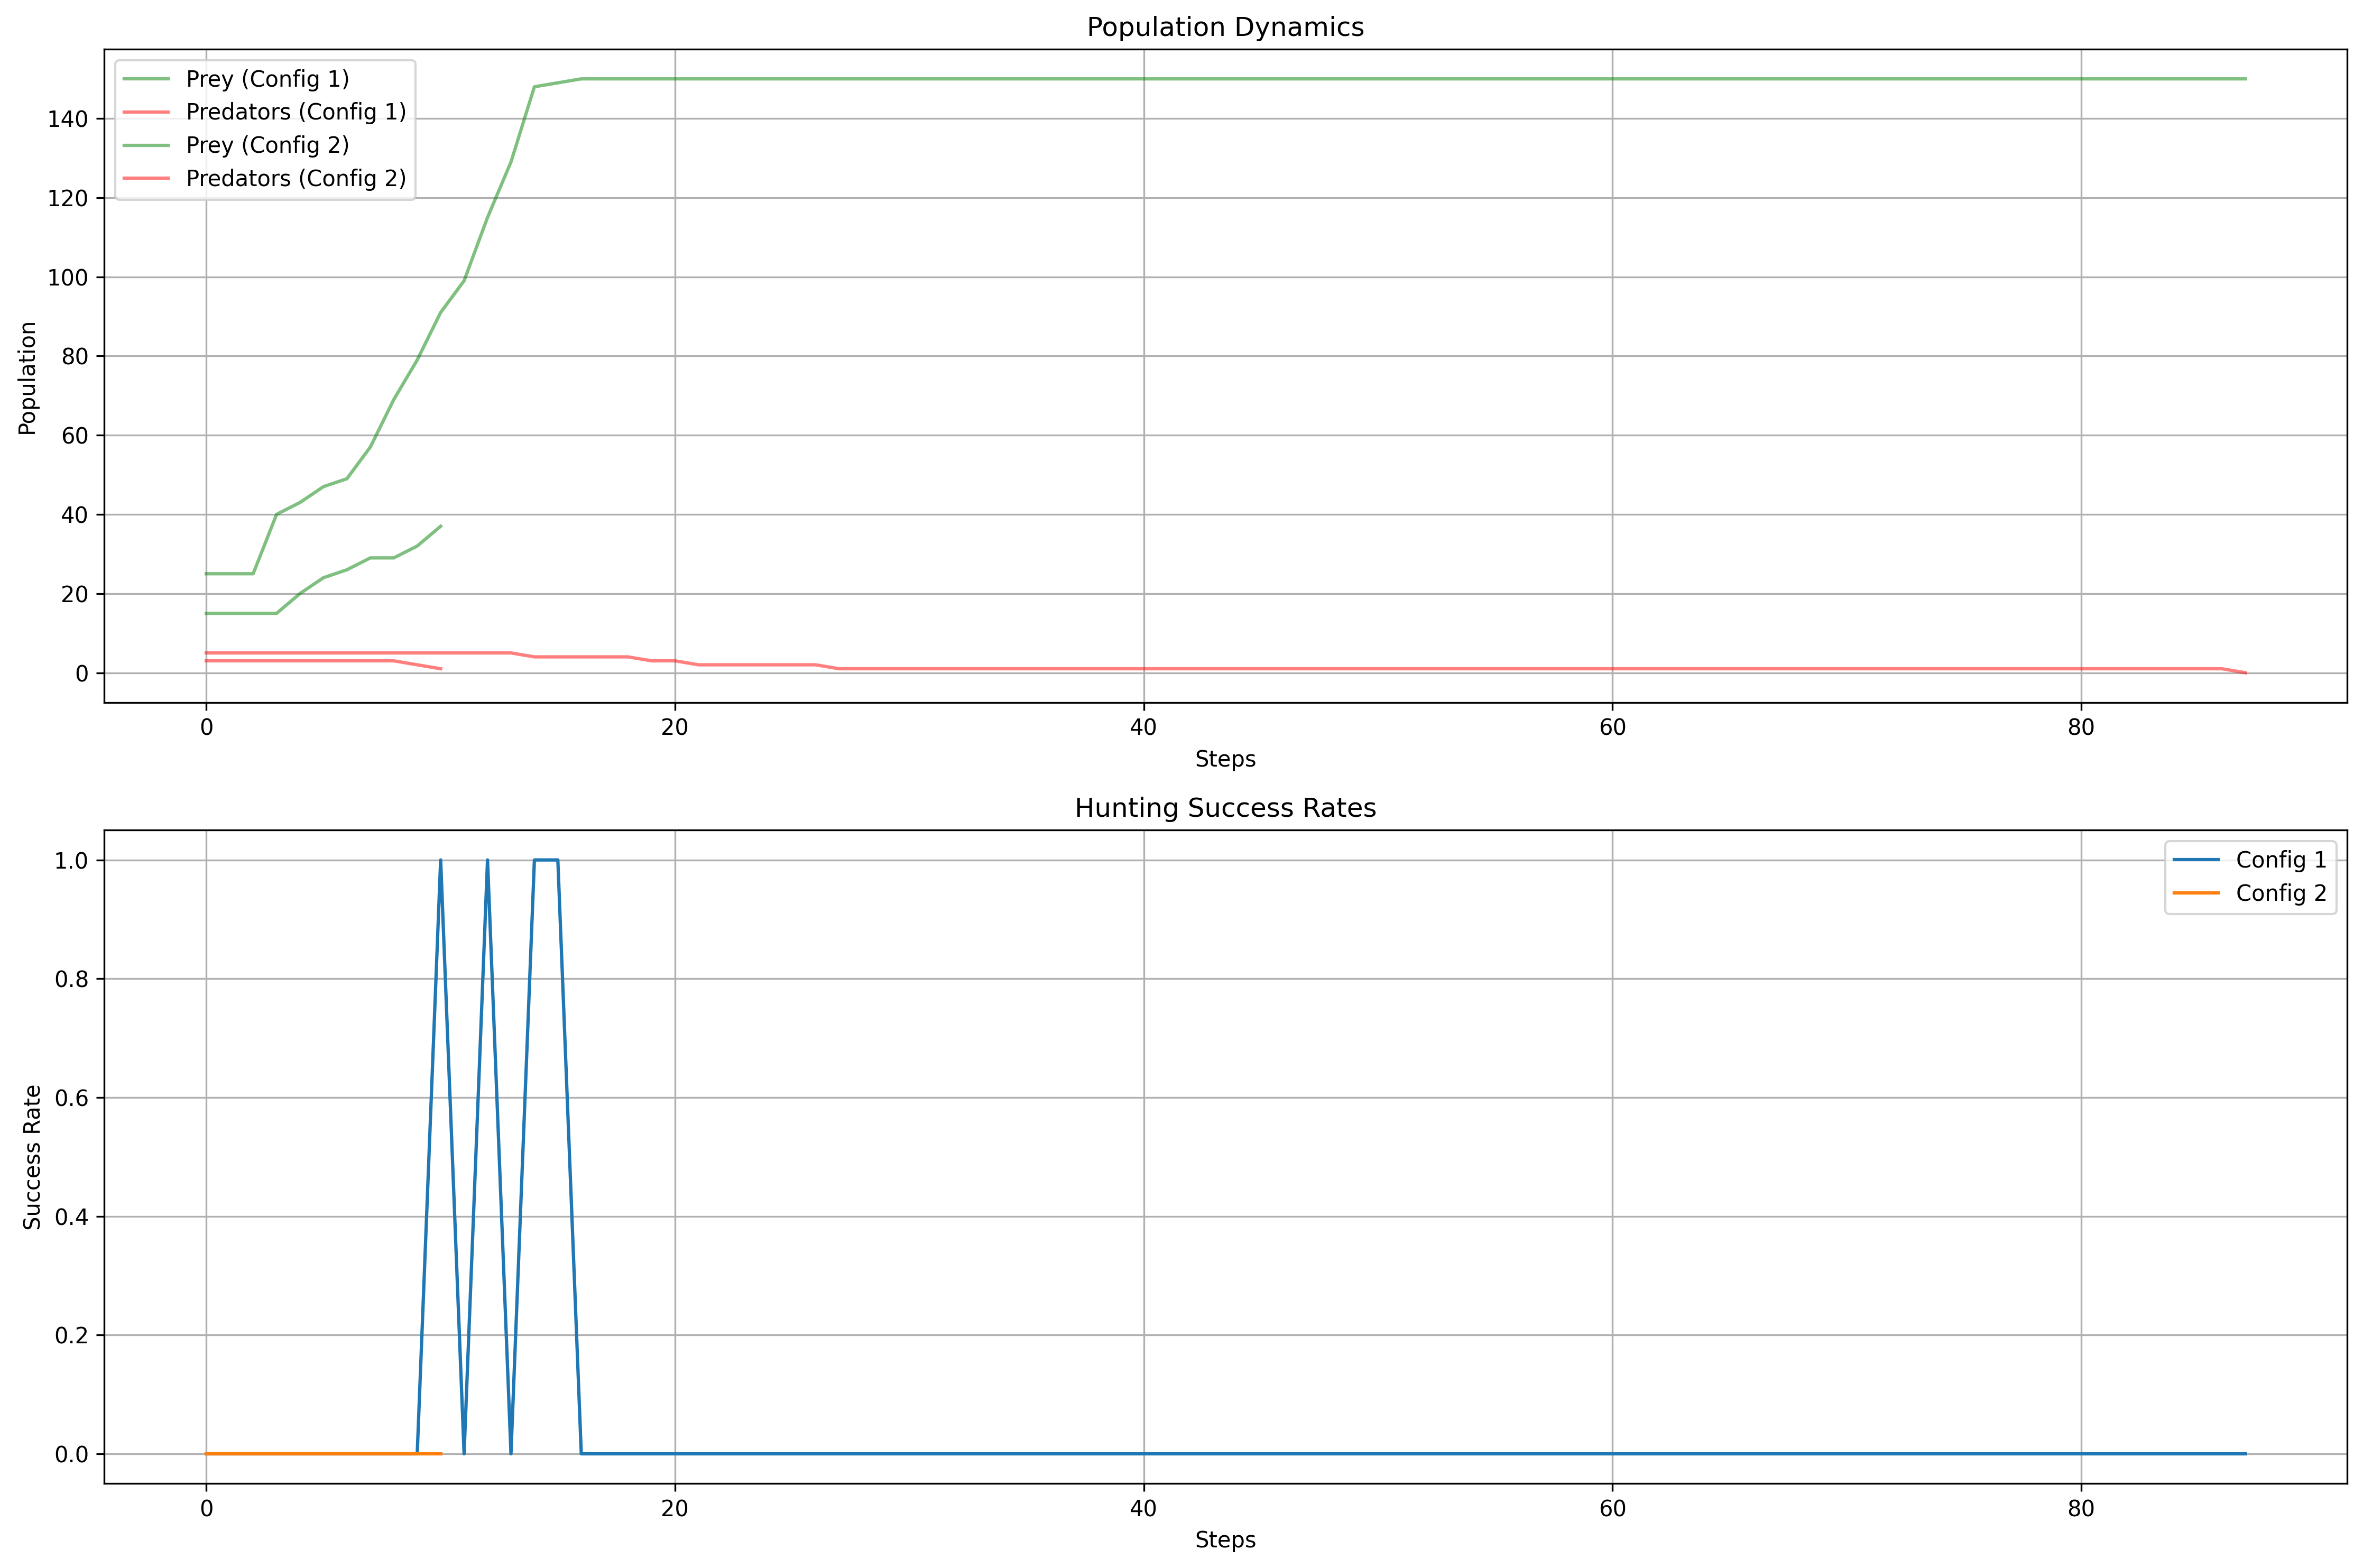 Population Dynamics
Prey (Config 1)
Predators (Config 1)
Prey (Config 2)
Predators (Config 2)
Population
140
120
100
80
60
40
20
0
0 20 40 60 80
Steps
Hunting Success Rates
Config 1
Config 2
Success Rate
1.0
0.8
0.6
0.4
0.2
0.0
0 20 40 60 80
Steps